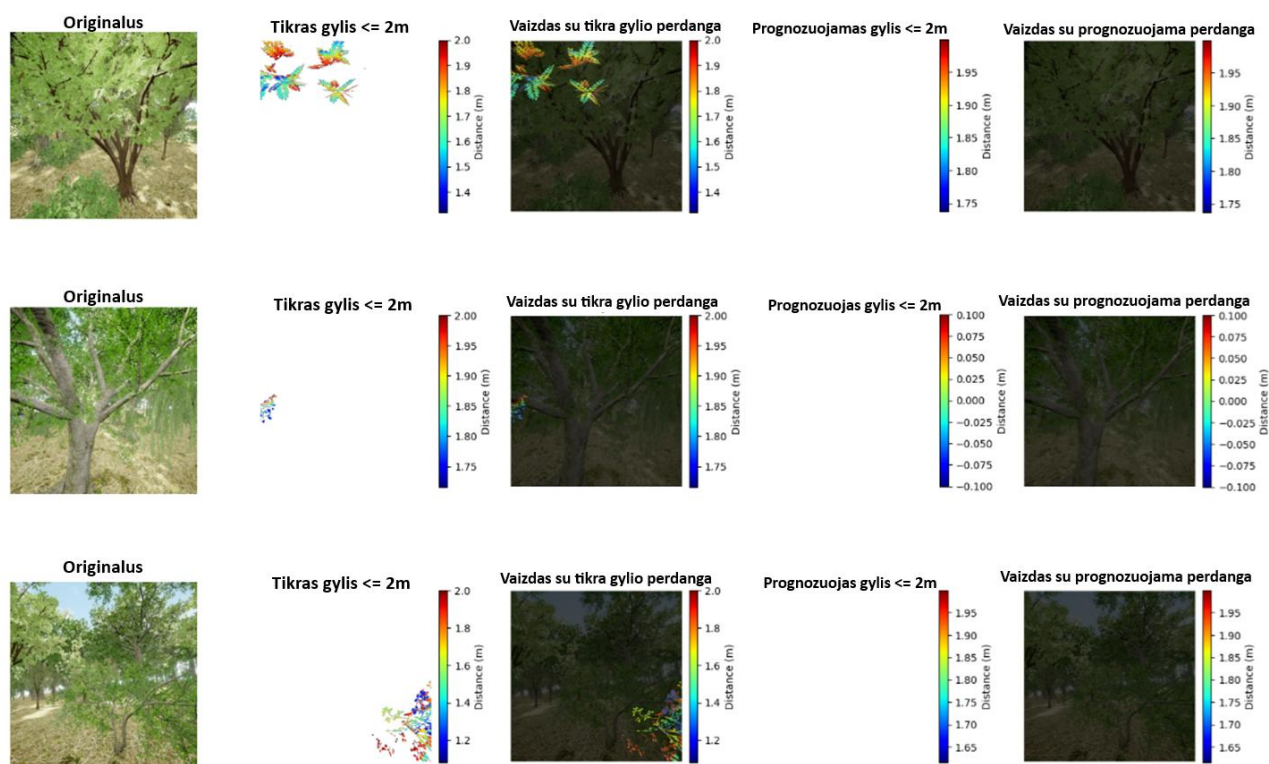 Originalus
Tikras gylis <= 2m
Vaizdas su tikra gylio perdanga
Prognozuojamas gylis <= 2m
Vaizdas su prognozuojama perdanga
2.0
1.9
1.8
1.7
1.6
1.5
1.4
Distance (m)
2.0
1.9
1.8
1.7
1.6
1.5
1.4
Distance (m)
1.95
1.90
1.85
1.80
1.75
Distance (m)
1.95
1.90
1.85
1.80
1.75
Distance (m)
Originalus
Tikras gylis <= 2m
Vaizdas su tikra gylio perdanga
Prognozuojas gylis <= 2m
Vaizdas su prognozuojama perdanga
2.00
1.95
1.90
1.85
1.80
1.75
Distance (m)
2.00
1.95
1.90
1.85
1.80
1.75
Distance (m)
0.100
0.075
0.050
0.025
0.000
−0.025
−0.050
−0.075
−0.100
Distance (m)
0.100
0.075
0.050
0.025
0.000
−0.025
−0.050
−0.075
−0.100
Distance (m)
Originalus
Tikras gylis <= 2m
Vaizdas su tikra gylio perdanga
Prognozuojas gylis <= 2m
Vaizdas su prognozuojama perdanga
2.0
1.8
1.6
1.4
1.2
Distance (m)
2.0
1.8
1.6
1.4
1.2
Distance (m)
1.95
1.90
1.85
1.80
1.75
1.70
1.65
Distance (m)
1.95
1.90
1.85
1.80
1.75
1.70
1.65
Distance (m)